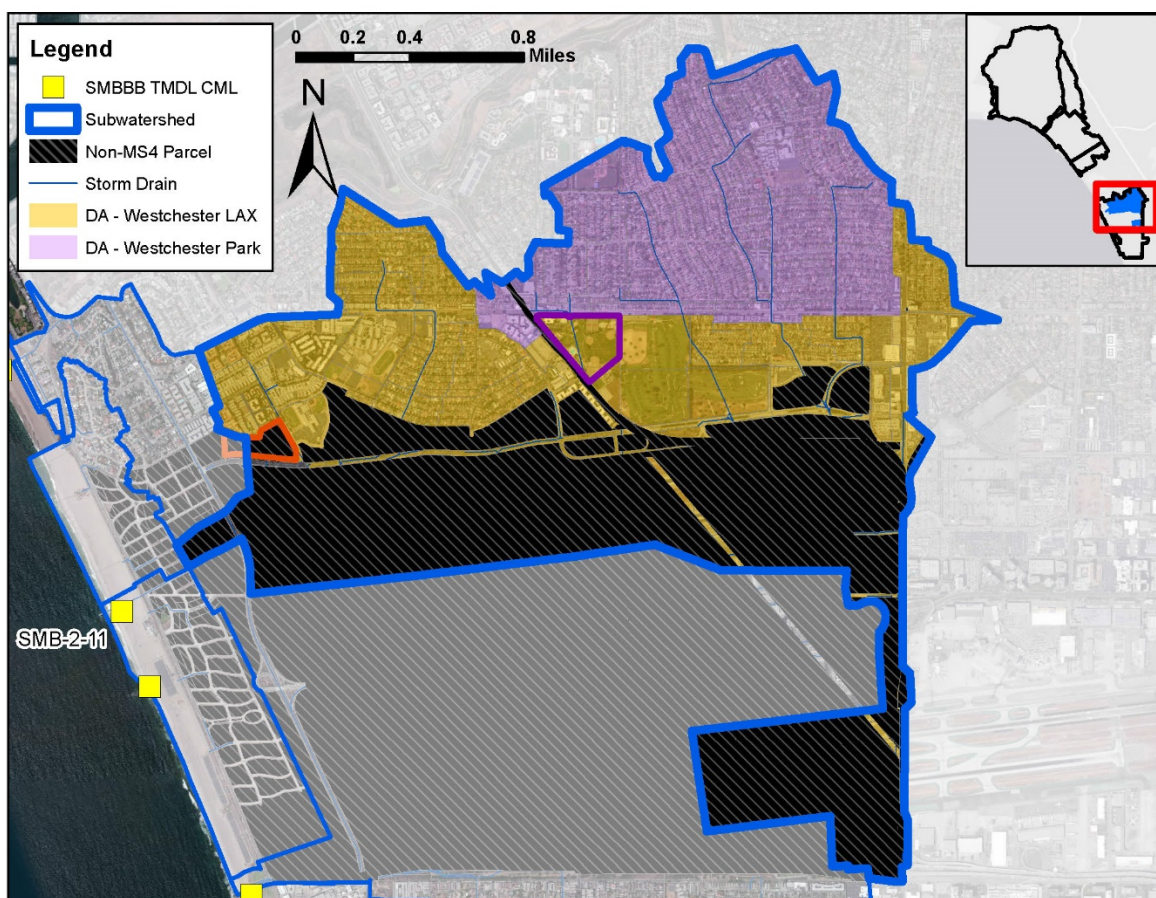 Legend
SMBBB TMDL CML
Subwatershed
Non-MS4 Parcel
Storm Drain
DA - Westchester LAX
DA - Westchester Park
0 0.2 0.4 0.8
Miles
N
SMB-2-11